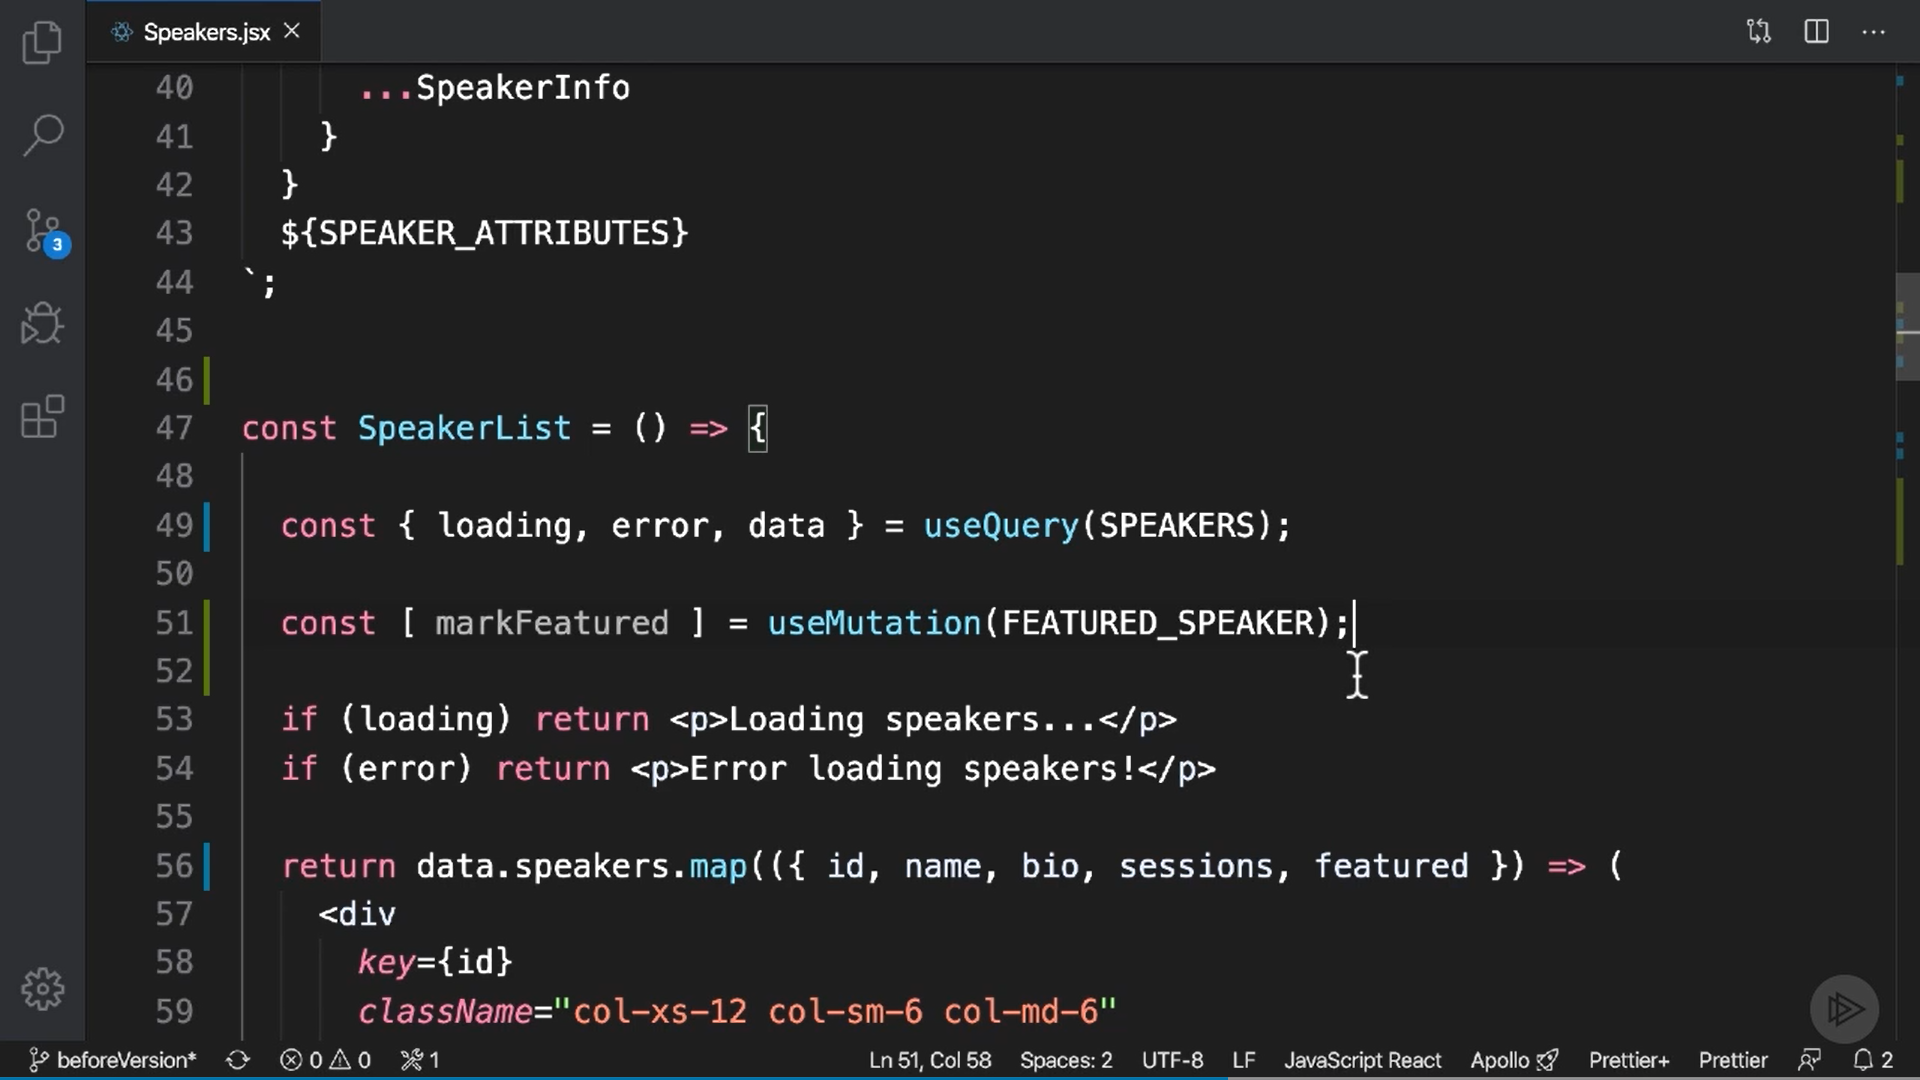 Speakers.jsx
40 ...SpeakerInfo
41 }
42 }
43 ${SPEAKER_ATTRIBUTES}
44 `;
45
46
47 const SpeakerList = () => {
48
49 const { loading, error, data } = useQuery(SPEAKERS);
50
51 const [ markFeatured ] = useMutation(FEATURED_SPEAKER);
52
53 if (loading) return <p>Loading speakers...</p>
54 if (error) return <p>Error loading speakers!</p>
55
56 return data.speakers.map(({ id, name, bio, sessions, featured }) => (
57 <div
58 key={id}
59 className="col-xs-12 col-sm-6 col-md-6"
3
beforeVersion* 0 0 1 Ln 51, Col 58 Spaces: 2 UTF-8 LF JavaScript React Apollo Prettier+ Prettier 2